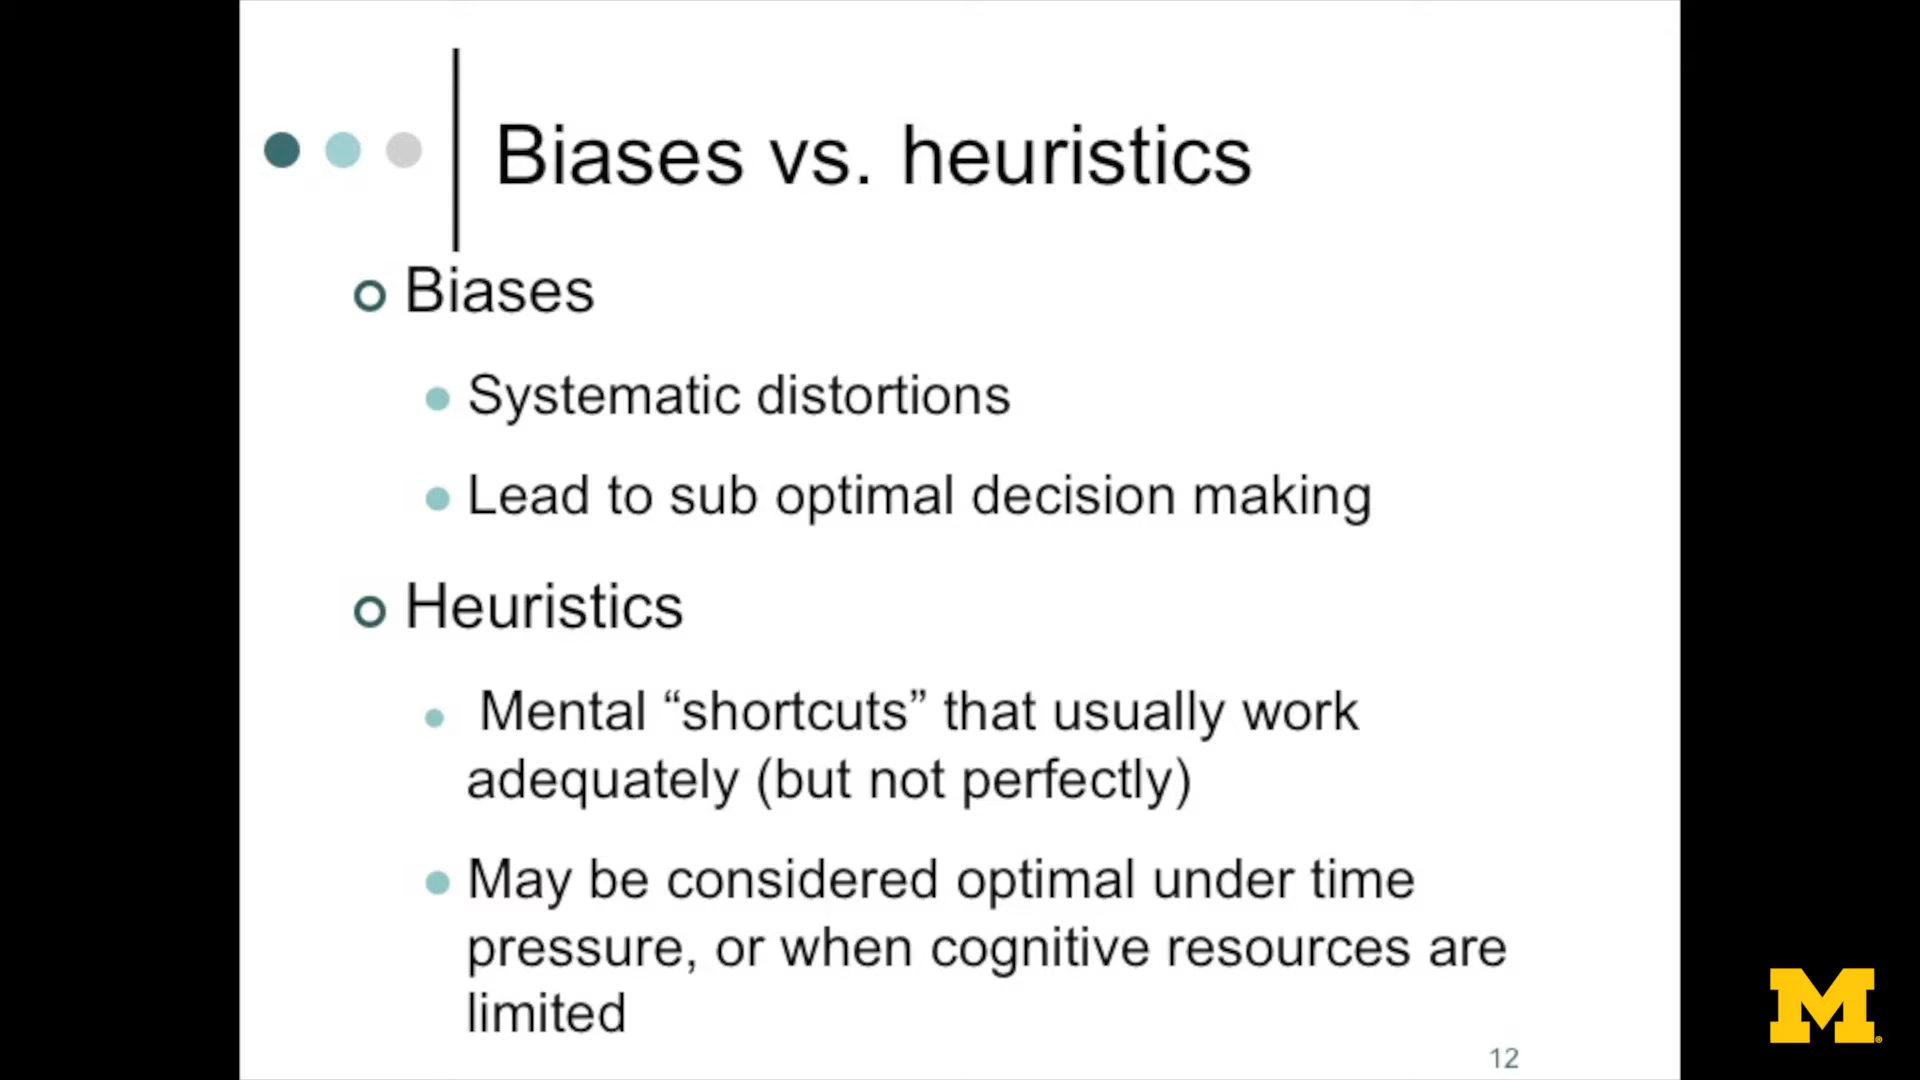 Biases vs. heuristics
Biases
Systematic distortions
Lead to sub optimal decision making
Heuristics
Mental “shortcuts” that usually work
adequately (but not perfectly)
May be considered optimal under time
pressure, or when cognitive resources are
limited
12
M